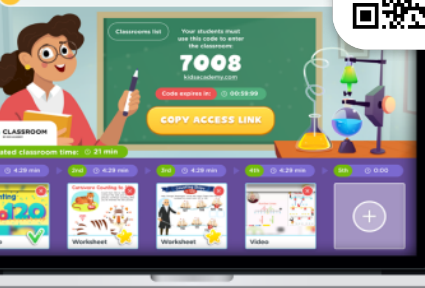 Classrooms list
Your students must
use this code to enter
the classroom:
7008
kidsacademy.com
Code expires in: 00:59:99
COPY ACCESS LINK
CLASSROOM
ated classroom time: 21 min
4:29 min
2nd 4:29 min
3rd 4:29 min
4th 4:29 min
5th 0:00
120
Worksheet
Worksheet
Video